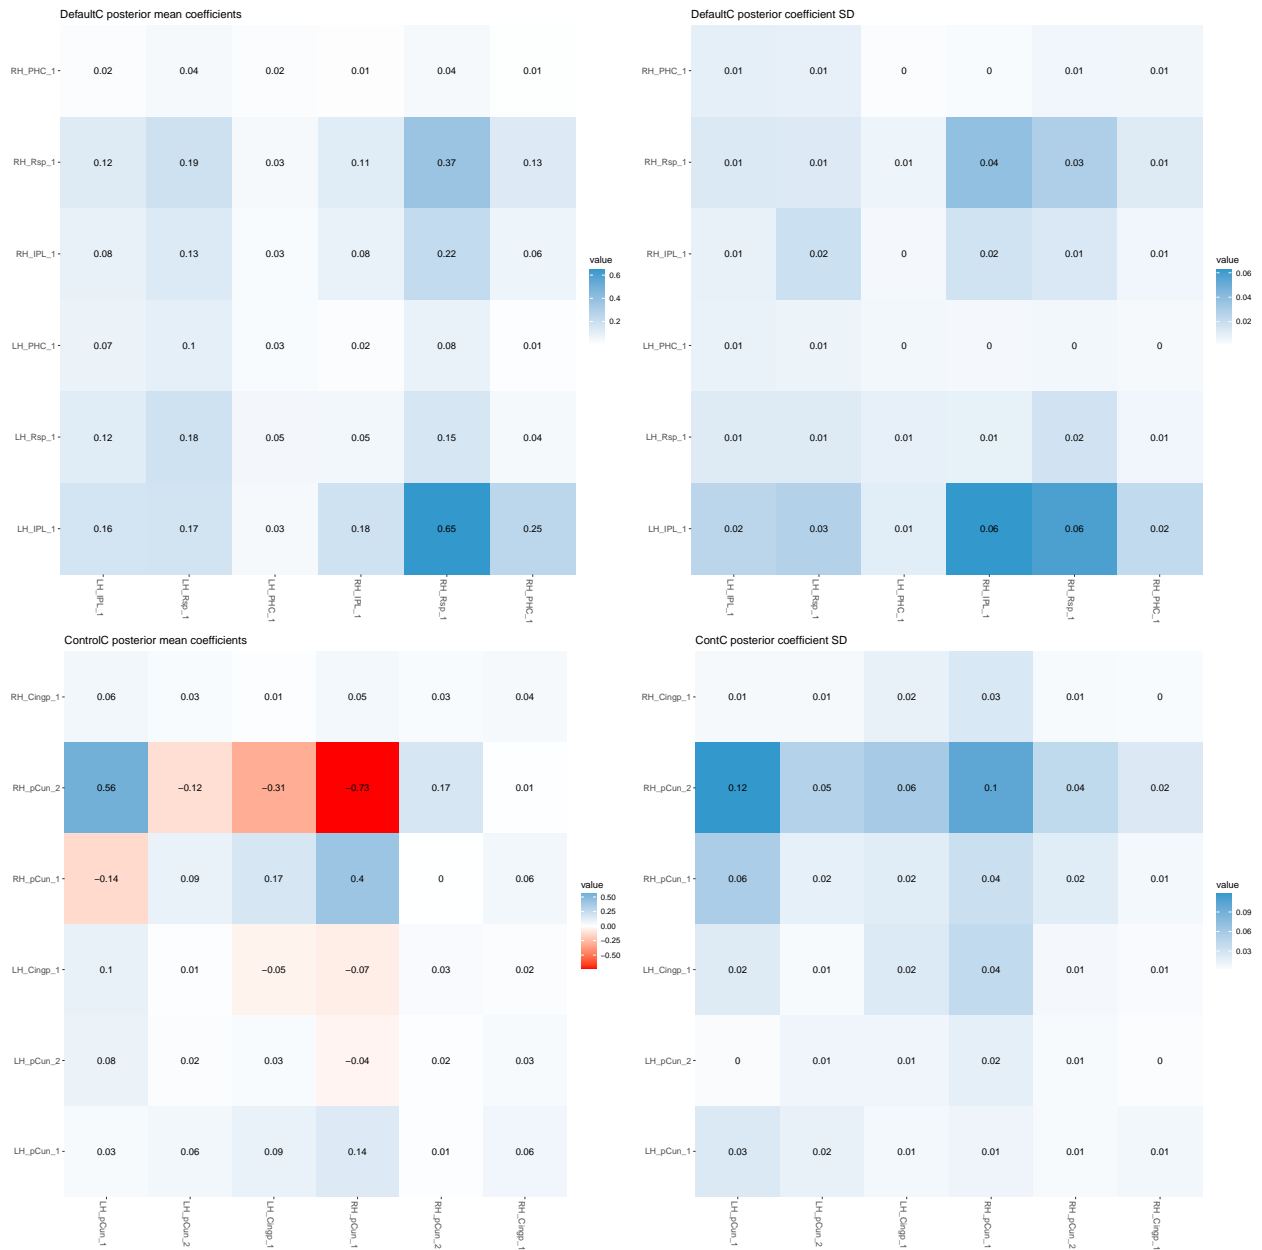 DefaultC posterior mean coefficients
RH_PHC_1 0.02 0.04 0.02 0.01 0.04 0.01
RH_Rsp_1 0.12 0.19 0.03 0.11 0.37 0.13
RH_IPL_1 0.08 0.13 0.03 0.08 0.22 0.06
LH_PHC_1 0.07 0.1 0.03 0.02 0.08 0.01
LH_Rsp_1 0.12 0.18 0.05 0.05 0.15 0.04
LH_IPL_1 0.16 0.17 0.03 0.18 0.65 0.25
LH_IPL_1 LH_Rsp_1 LH_PHC_1 RH_IPL_1 RH_Rsp_1 RH_PHC_1
value
0.6
0.4
0.2
DefaultC posterior coefficient SD
RH_PHC_1 0.01 0.01 0 0 0.01 0.01
RH_Rsp_1 0.01 0.01 0.01 0.04 0.03 0.01
RH_IPL_1 0.01 0.02 0 0.02 0.01 0.01
LH_PHC_1 0.01 0.01 0 0 0 0
LH_Rsp_1 0.01 0.01 0.01 0.01 0.02 0.01
LH_IPL_1 0.02 0.03 0.01 0.06 0.06 0.02
LH_IPL_1 LH_Rsp_1 LH_PHC_1 RH_IPL_1 RH_Rsp_1 RH_PHC_1
value
0.06
0.04
0.02
ControlC posterior mean coefficients
RH_Cingp_1 0.06 0.03 0.01 0.05 0.03 0.04
RH_pCun_2 0.56 −0.12 −0.31 −0.73 0.17 0.01
RH_pCun_1 −0.14 0.09 0.17 0.4 0 0.06
LH_Cingp_1 0.1 0.01 −0.05 −0.07 0.03 0.02
LH_pCun_2 0.08 0.02 0.03 −0.04 0.02 0.03
LH_pCun_1 0.03 0.06 0.09 0.14 0.01 0.06
LH_pCun_1 LH_pCun_2 LH_Cingp_1 RH_pCun_1 RH_pCun_2 RH_Cingp_1
value
0.50
0.25
0.00
−0.25
−0.50
ContC posterior coefficient SD
RH_Cingp_1 0.01 0.01 0.02 0.03 0.01 0
RH_pCun_2 0.12 0.05 0.06 0.1 0.04 0.02
RH_pCun_1 0.06 0.02 0.02 0.04 0.02 0.01
LH_Cingp_1 0.02 0.01 0.02 0.04 0.01 0.01
LH_pCun_2 0 0.01 0.01 0.02 0.01 0
LH_pCun_1 0.03 0.02 0.01 0.01 0.01 0.01
LH_pCun_1 LH_pCun_2 LH_Cingp_1 RH_pCun_1 RH_pCun_2 RH_Cingp_1
value
0.09
0.06
0.03